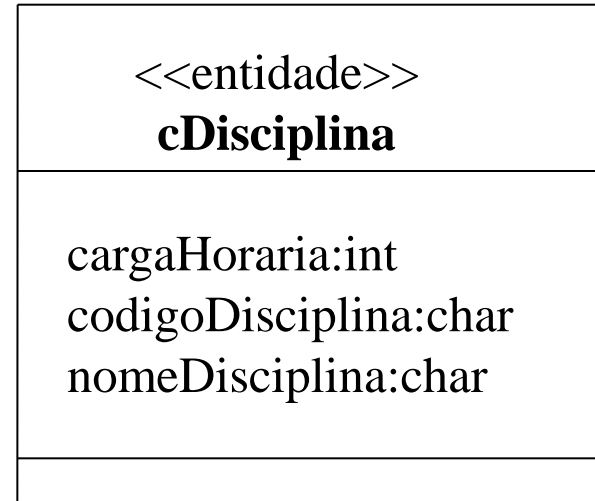 <<entidade>>
cDisciplina
cargaHoraria:int
codigoDisciplina:char
nomeDisciplina:char